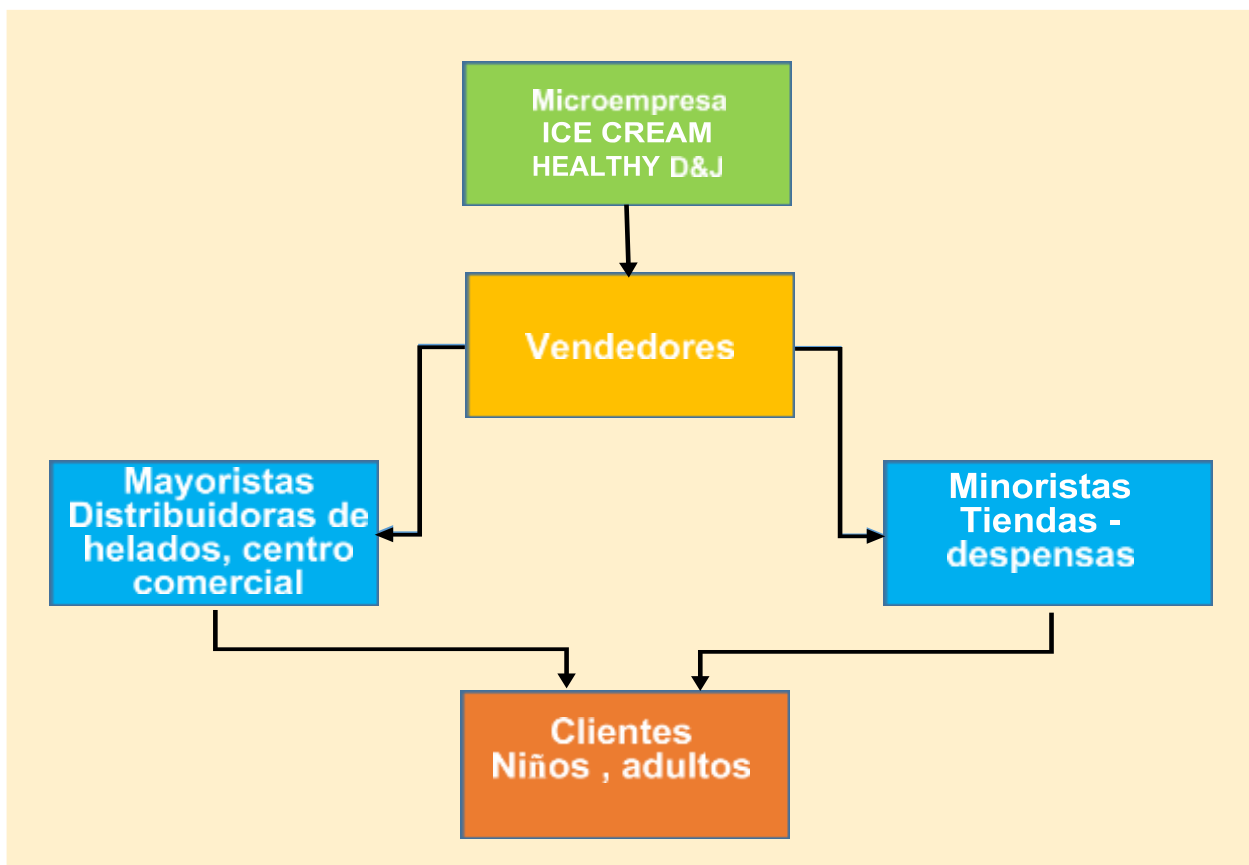 Microempresa
ICE CREAM
HEALTHY D&J
Vendedores
Mayoristas
Distribuidoras de
helados, centro
comercial
Minoristas
Tiendas -
despensas
Clientes
Niños , adultos